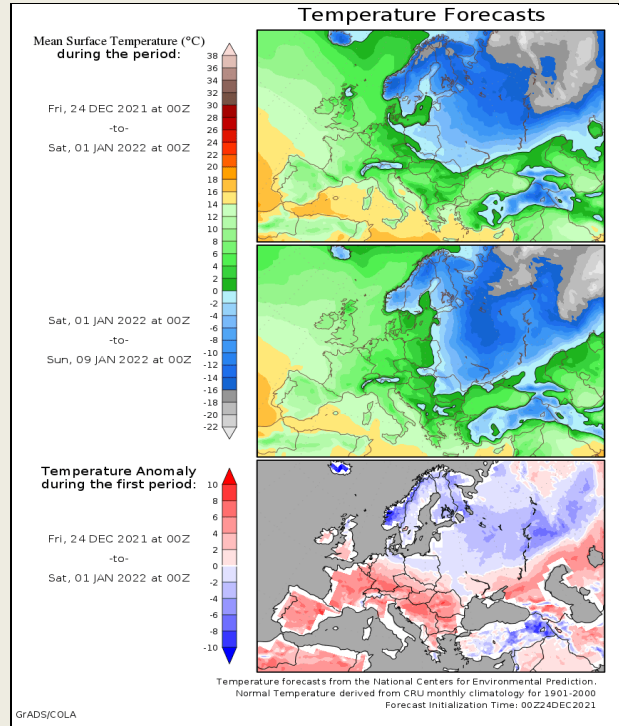 Temperature Forecasts
Mean Surface Temperature (°C)
during the period:
Fri, 24 DEC 2021 at 00Z
-to-
Sat, 01 JAN 2022 at 00Z
38
36
34
32
30
28
26
24
22
20
18
16
14
12
10
8
6
4
2
0
-2
-4
-6
-8
-10
-12
-14
-16
-18
-20
-22
Sat, 01 JAN 2022 at 00Z
-to-
Sun, 09 JAN 2022 at 00Z
Temperature Anomaly
during the first period:
Fri, 24 DEC 2021 at 00Z
-to-
Sat, 01 JAN 2022 at 00Z
10
8
6
4
2
0
-2
-4
-6
-8
-10
Temperature forecasts from the National Centers for Environmental Prediction.
Normal Temperature derived from CRU monthly climatology for 1901-2000
Forecast Initialization Time: 00Z24DEC2021
GrADS/COLA